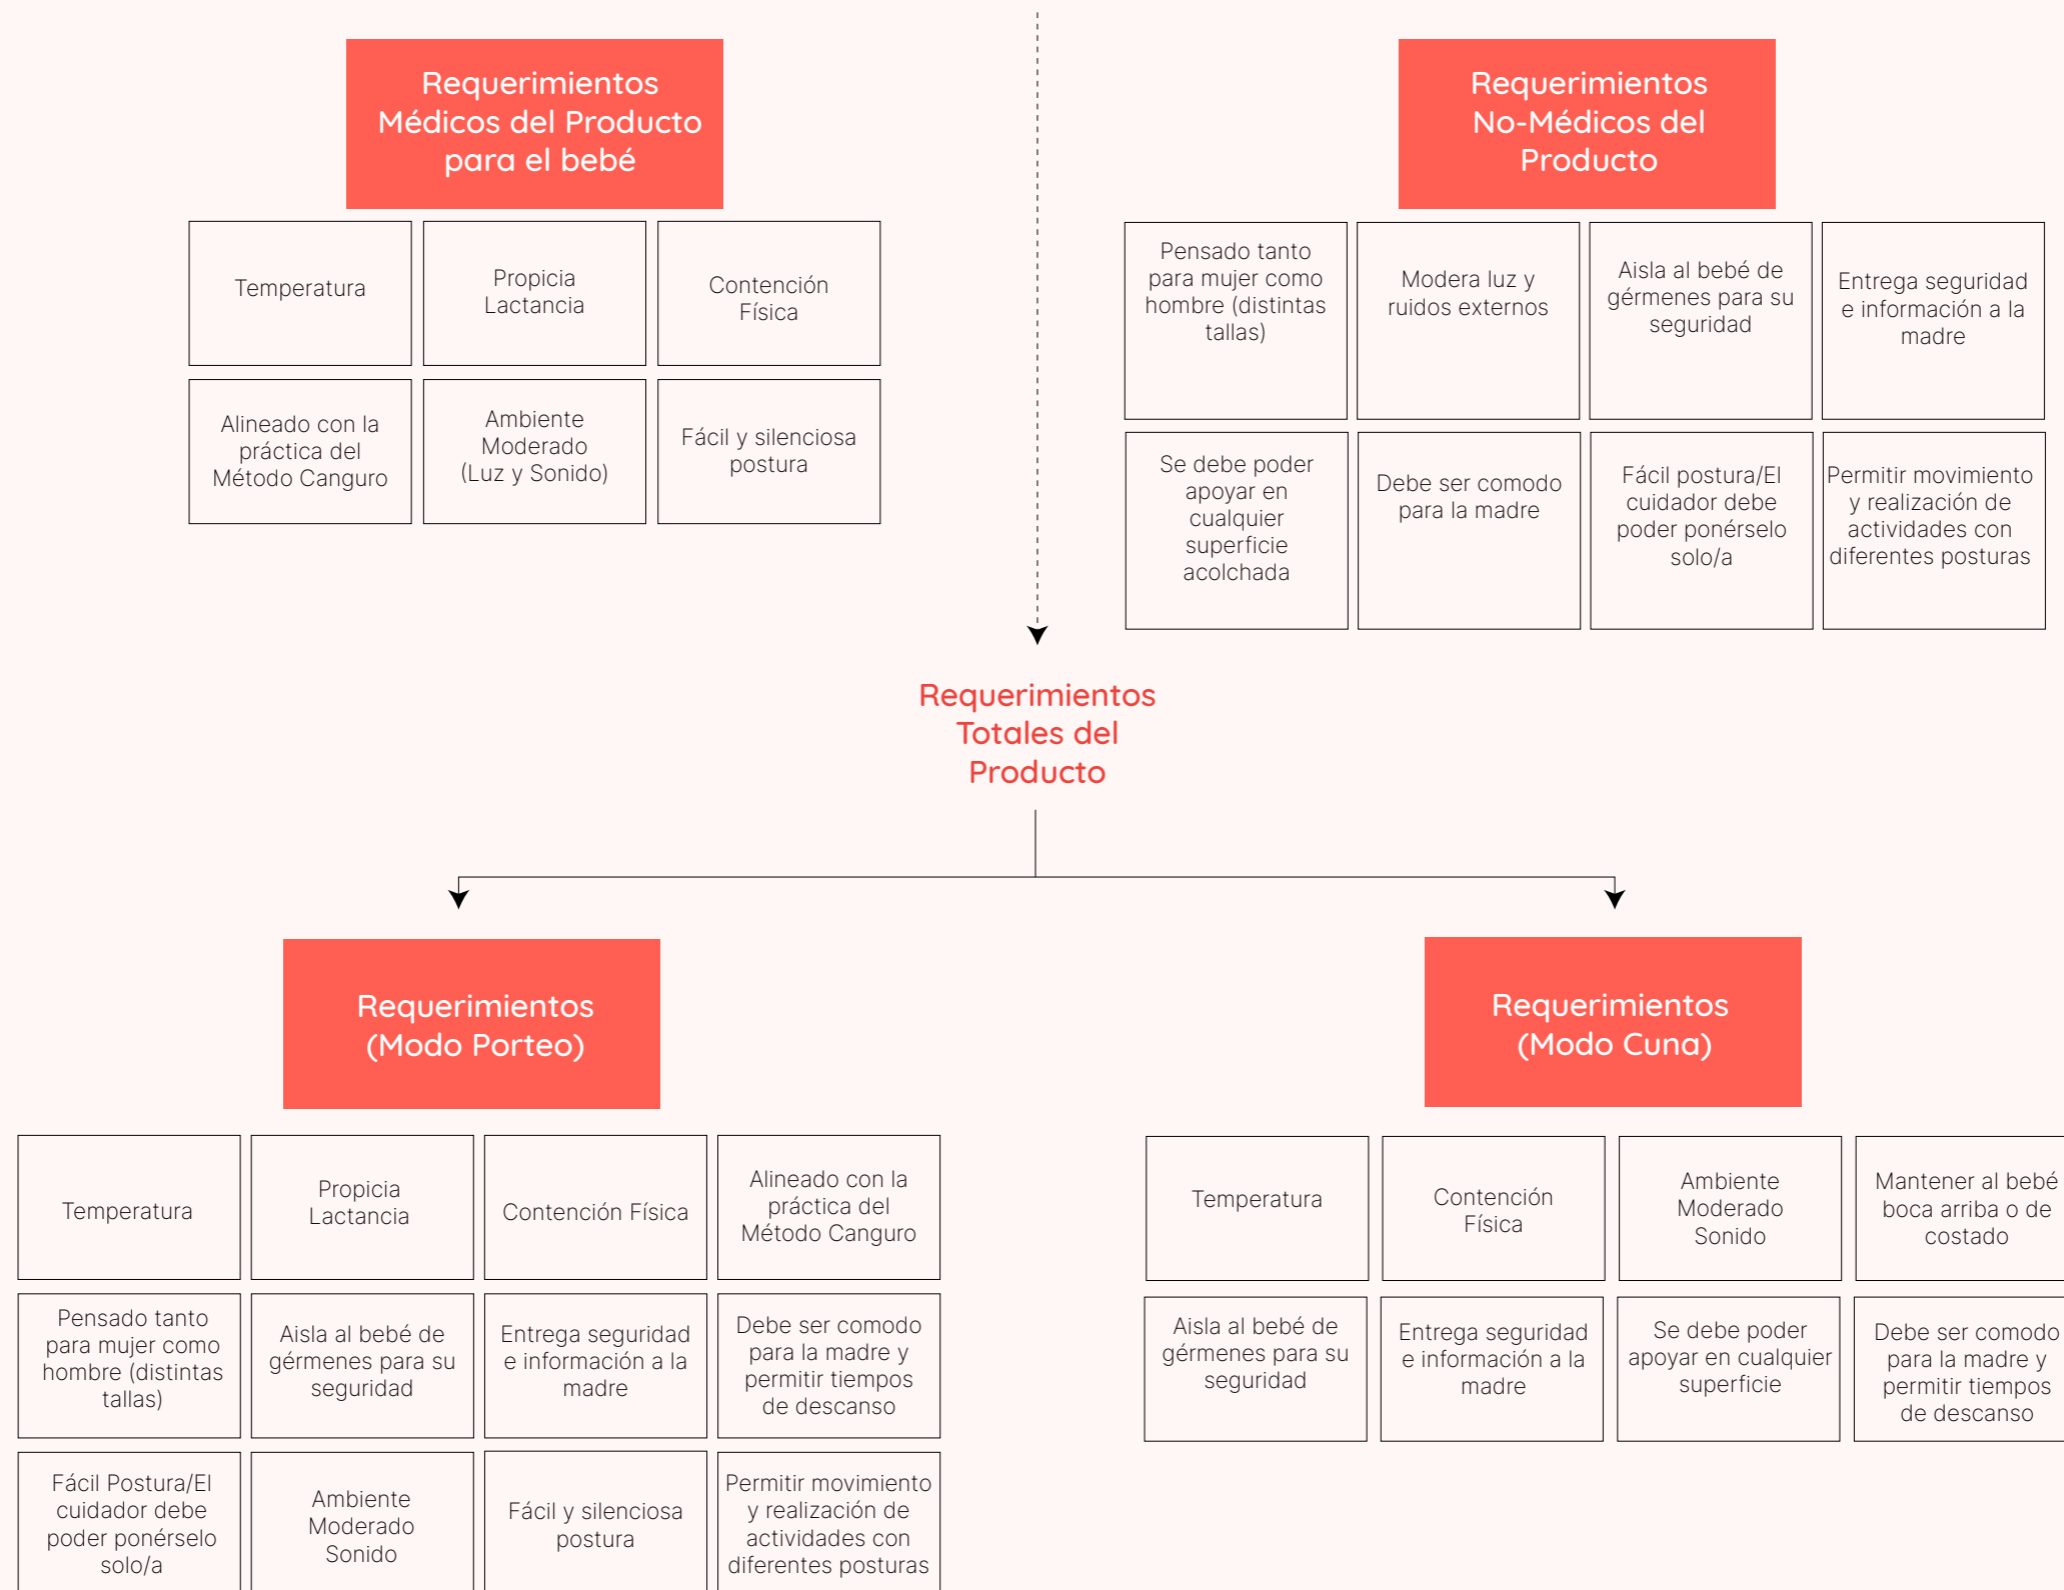 Requerimientos
Médicos del Producto
para el bebé
Temperatura
Propicia
Lactancia
Contención
Física
Alineado con la
práctica del
Método Canguro
Ambiente
Moderado
(Luz y Sonido)
Fácil y silenciosa
postura
Requerimientos
No-Médicos del
Producto
Pensado tanto
para mujer como
hombre (distintas
tallas)
Modera luz y
ruidos externos
Aisla al bebé de
gérmenes para su
seguridad
Entrega seguridad
e información a la
madre
Se debe poder
apoyar en
cualquier
superficie
acolchada
Debe ser comodo
para la madre
Fácil postura/El
cuidador debe
poder ponérselo
solo/a
Permitir movimiento
y realización de
actividades con
diferentes posturas
Requerimientos
Totales del
Producto
Requerimientos
(Modo Porteo)
Temperatura
Propicia
Lactancia
Contención Física
Alineado con la
práctica del
Método Canguro
Pensado tanto
para mujer como
hombre (distintas
tallas)
Aisla al bebé de
gérmenes para su
seguridad
Entrega seguridad
e información a la
madre
Debe ser comodo
para la madre y
permitir tiempos
de descanso
Fácil Postura/El
cuidador debe
poder ponérselo
solo/a
Ambiente
Moderado
Sonido
Fácil y silenciosa
postura
Permitir movimiento
y realización de
actividades con
diferentes posturas
Requerimientos
(Modo Cuna)
Temperatura
Contención
Física
Ambiente
Moderado
Sonido
Mantener al bebé
boca arriba o de
costado
Aisla al bebé de
gérmenes para su
seguridad
Entrega seguridad
e información a la
madre
Se debe poder
apoyar en cualquier
superficie
Debe ser comodo
para la madre y
permitir tiempos
de descanso